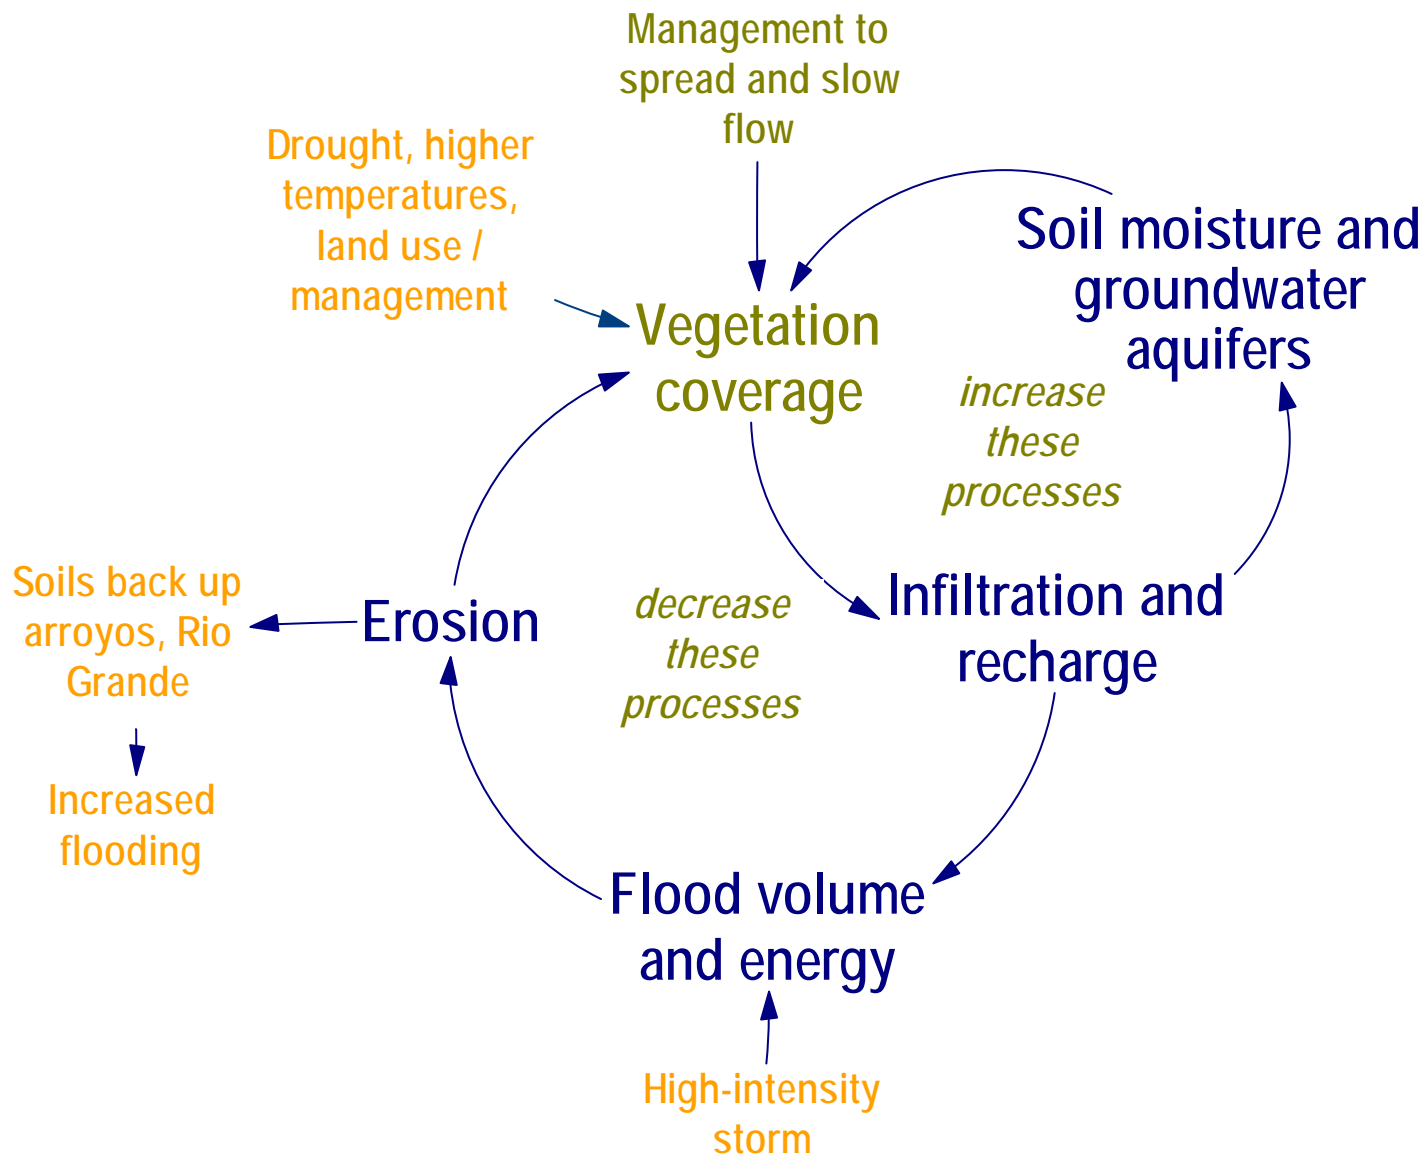 Management to
spread and slow
flow
Drought, higher
temperatures,
land use /
management
Soil moisture and
groundwater
aquifers
Vegetation
coverage
increase
these
processes
Soils back up
arroyos, Rio
Grande
Erosion
decrease
these
processes
Infiltration and
recharge
Increased
flooding
Flood volume
and energy
High-intensity
storm